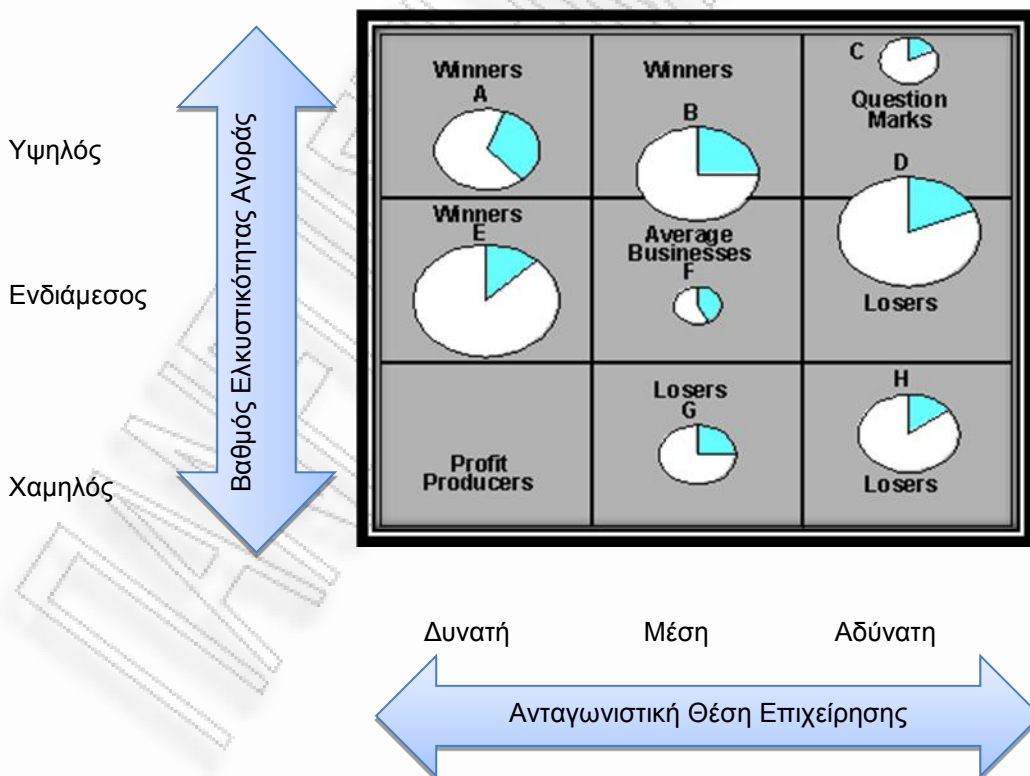 Υψηλός
Ενδιάμεσος
Χαμηλός
Βαθμός Ελκυστικότητας Αγοράς
Winners
A
Winners
B
C
Question
Marks
Winners
E
Average
Businesses
F
D
Losers
Profit
Producers
Losers
G
H
Losers
Δυνατή Μέση Αδύνατη
Ανταγωνιστική Θέση Επιχείρησης